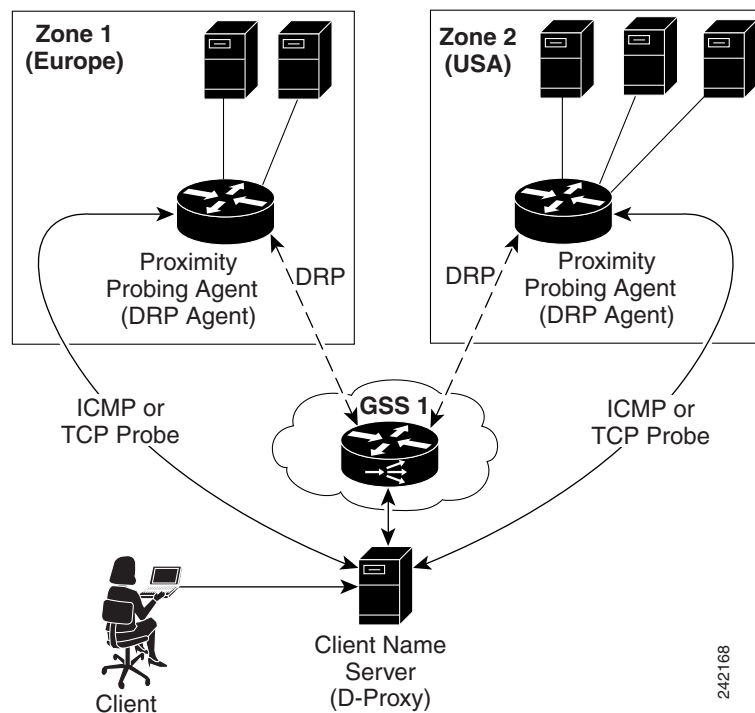 Zone 1
(Europe)
Zone 2
(USA)
Proximity
Probing Agent
(DRP Agent)
DRP
DRP
Proximity
Probing Agent
(DRP Agent)
ICMP or
TCP Probe
GSS 1
ICMP or
TCP Probe
Client
Client Name
Server
(D-Proxy)
242168